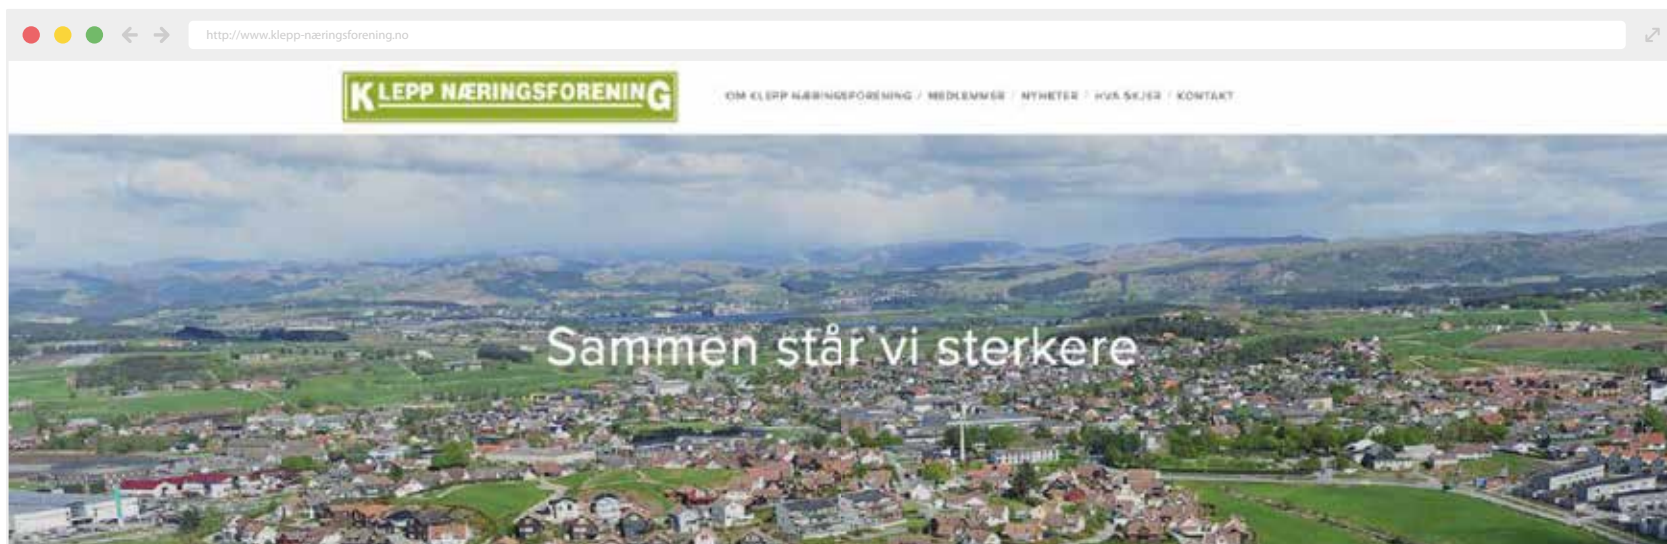 http://www.klepp-næringsforening.no
KLEPP NÆRINGSFORENING
OM KLEPP NÆRINGSFORENING / MEDLEMMER / NYHETER / HVA SKJER / KONTAKT
Sammen står vi sterkere